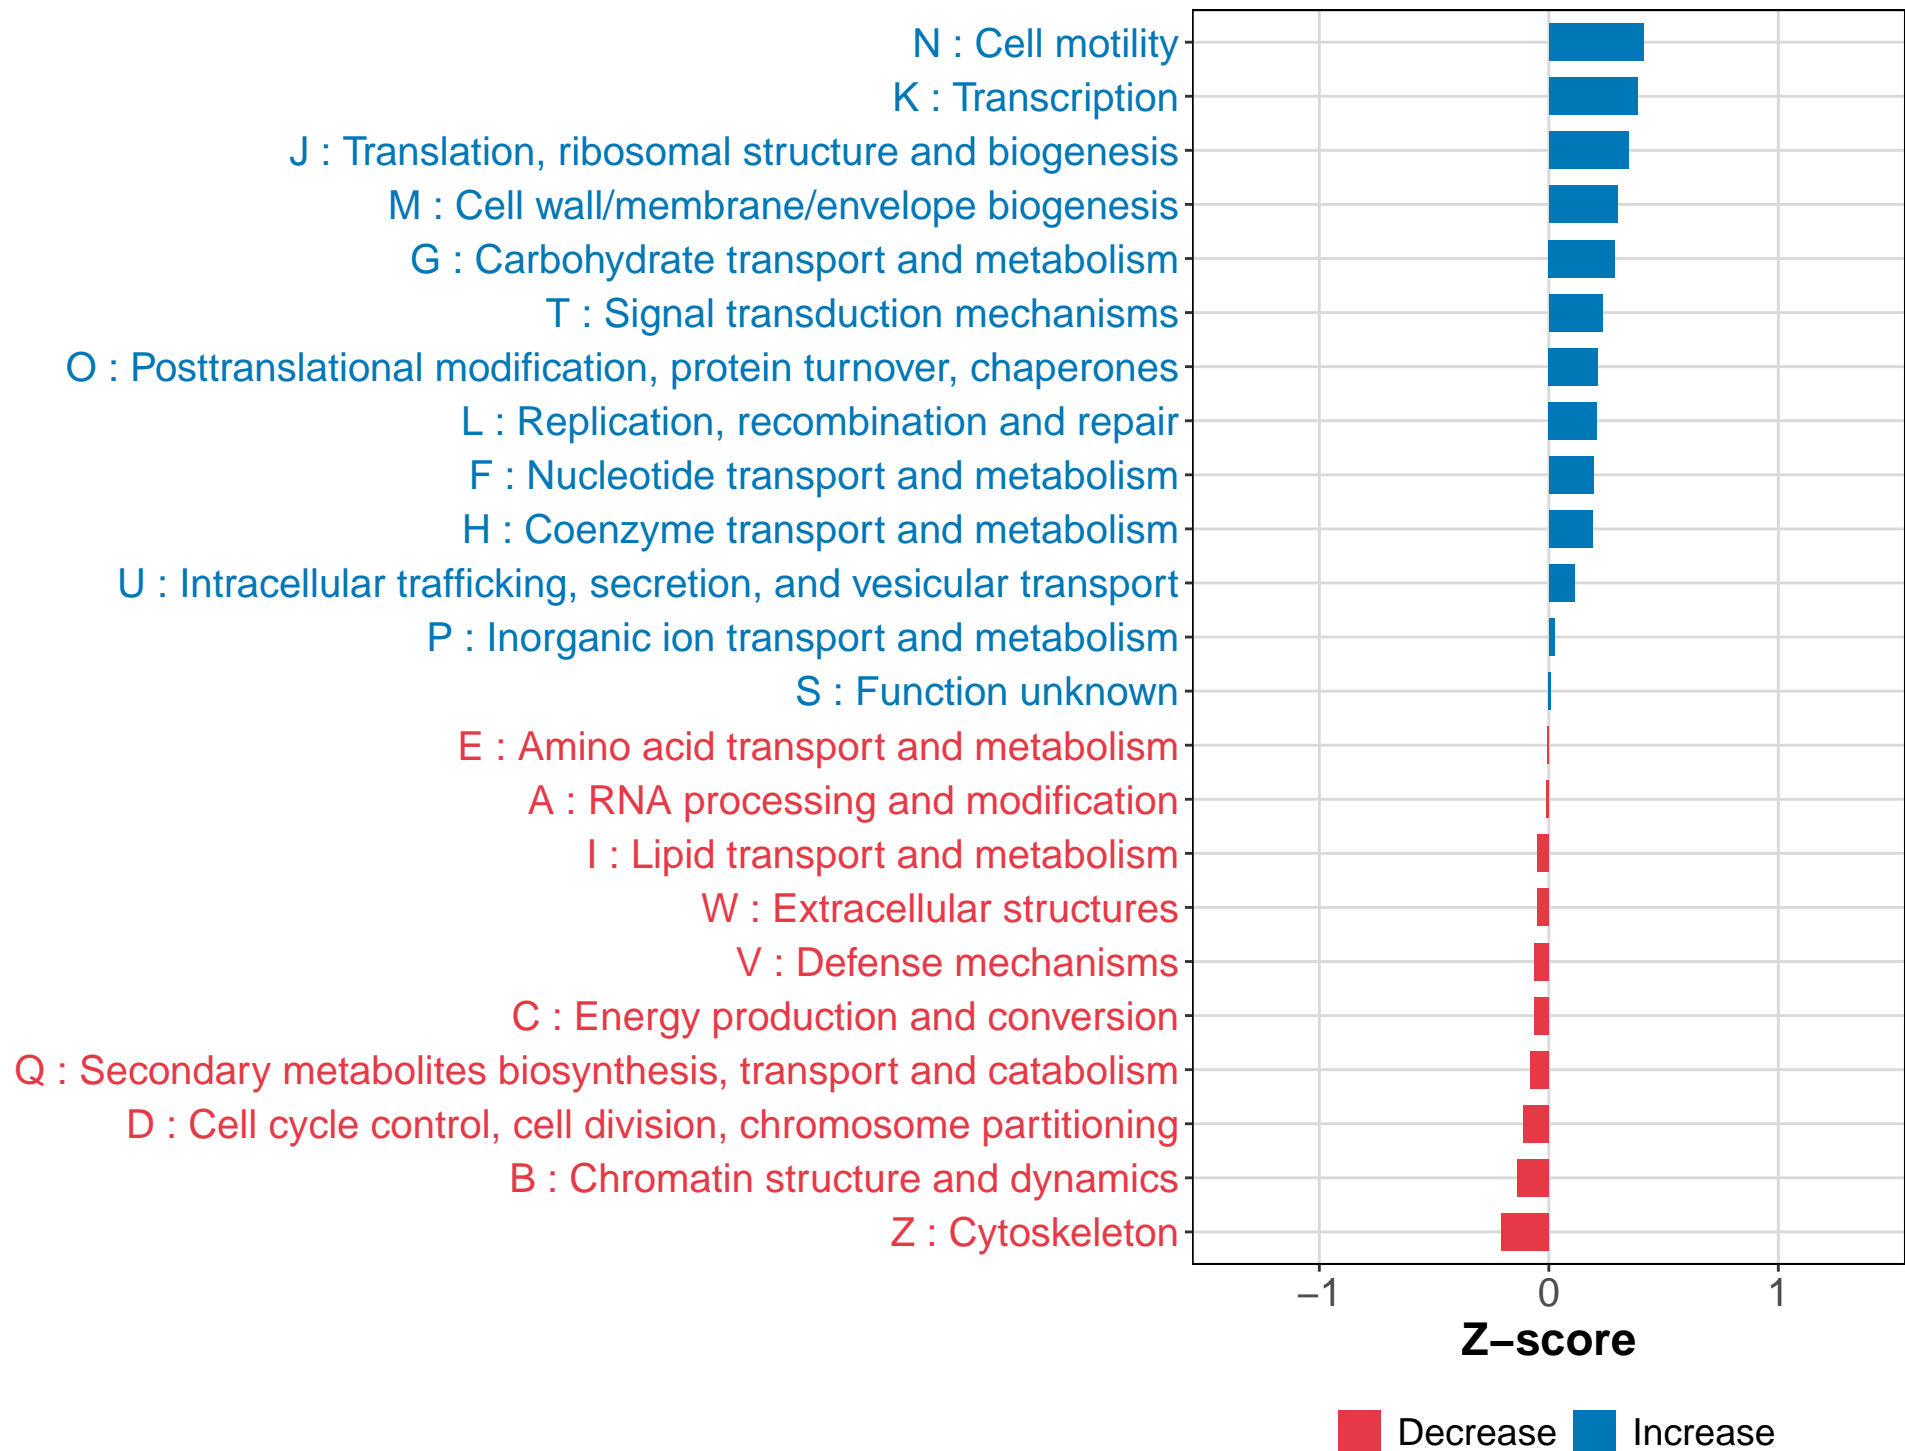 N : Cell motility
K : Transcription
J : Translation, ribosomal structure and biogenesis
M : Cell wall/membrane/envelope biogenesis
G : Carbohydrate transport and metabolism
T : Signal transduction mechanisms
O : Posttranslational modification, protein turnover, chaperones
L : Replication, recombination and repair
F : Nucleotide transport and metabolism
H : Coenzyme transport and metabolism
U : Intracellular trafficking, secretion, and vesicular transport
P : Inorganic ion transport and metabolism
S : Function unknown
E : Amino acid transport and metabolism
A : RNA processing and modification
I : Lipid transport and metabolism
W : Extracellular structures
V : Defense mechanisms
C : Energy production and conversion
Q : Secondary metabolites biosynthesis, transport and catabolism
D : Cell cycle control, cell division, chromosome partitioning
B : Chromatin structure and dynamics
Z : Cytoskeleton
−1 0 1
Z−score
Decrease Increase